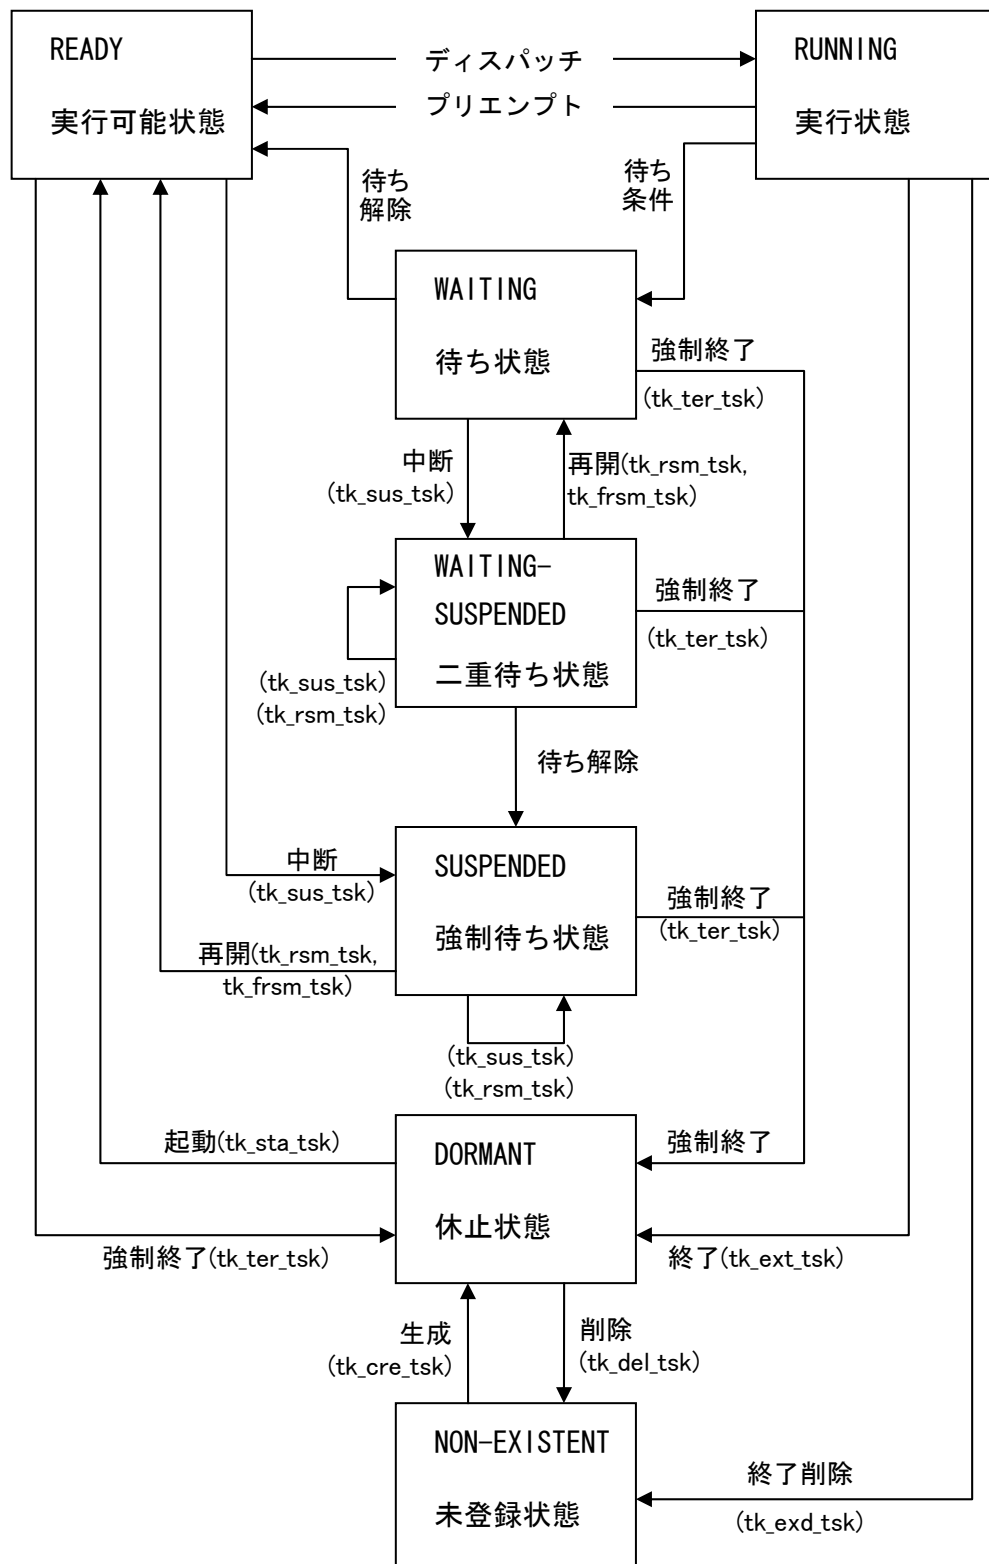 READY
実行可能状態
ディスパッチ
プリエンプト
RUNNING
実行状態
待ち
解除
待ち
条件
WAITING
待ち状態
強制終了
(tk_ter_tsk)
中断
(tk_sus_tsk)
再開(tk_rsm_tsk,
tk_frsm_tsk)
WAITING-
SUSPENDED
二重待ち状態
強制終了
(tk_ter_tsk)
(tk_sus_tsk)
(tk_rsm_tsk)
待ち解除
中断
(tk_sus_tsk)
SUSPENDED
強制待ち状態
強制終了
(tk_ter_tsk)
再開(tk_rsm_tsk,
tk_frsm_tsk)
(tk_sus_tsk)
(tk_rsm_tsk)
起動(tk_sta_tsk)
DORMANT
休止状態
強制終了
強制終了(tk_ter_tsk)
終了(tk_ext_tsk)
生成
(tk_cre_tsk)
削除
(tk_del_tsk)
NON-EXISTENT
未登録状態
終了削除
(tk_exd_tsk)